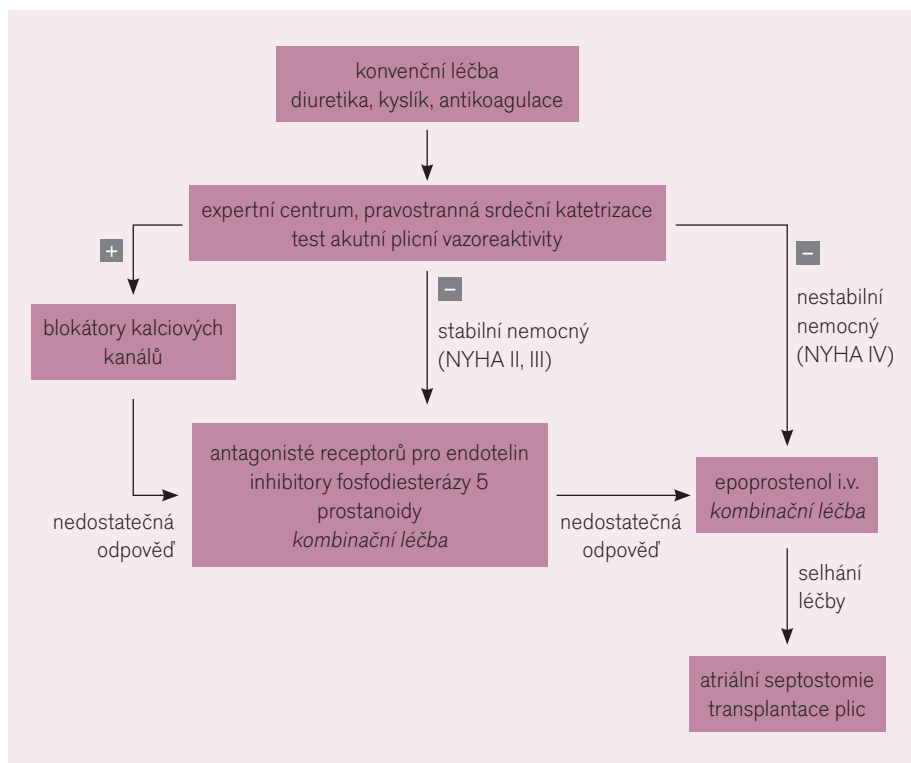 konvenční léčba
diuretika, kyslík, antikoagulace
expertní centrum, pravostranná srdeční katetrizace
test akutní plicní vazoreaktivity
+
−
−
blokátory kalciových
kanálů
stabilní nemocný
(NYHA II, III)
nestabilní
nemocný
(NYHA IV)
antagonisté receptorů pro endotelin
inhibitory fosfodiesterázy 5
prostanoidy
kombinační léčba
nedostatečná
odpověď
nedostatečná
odpověď
epoprostenol i.v.
kombinační léčba
selhání
léčby
atriální septostomie
transplantace plic